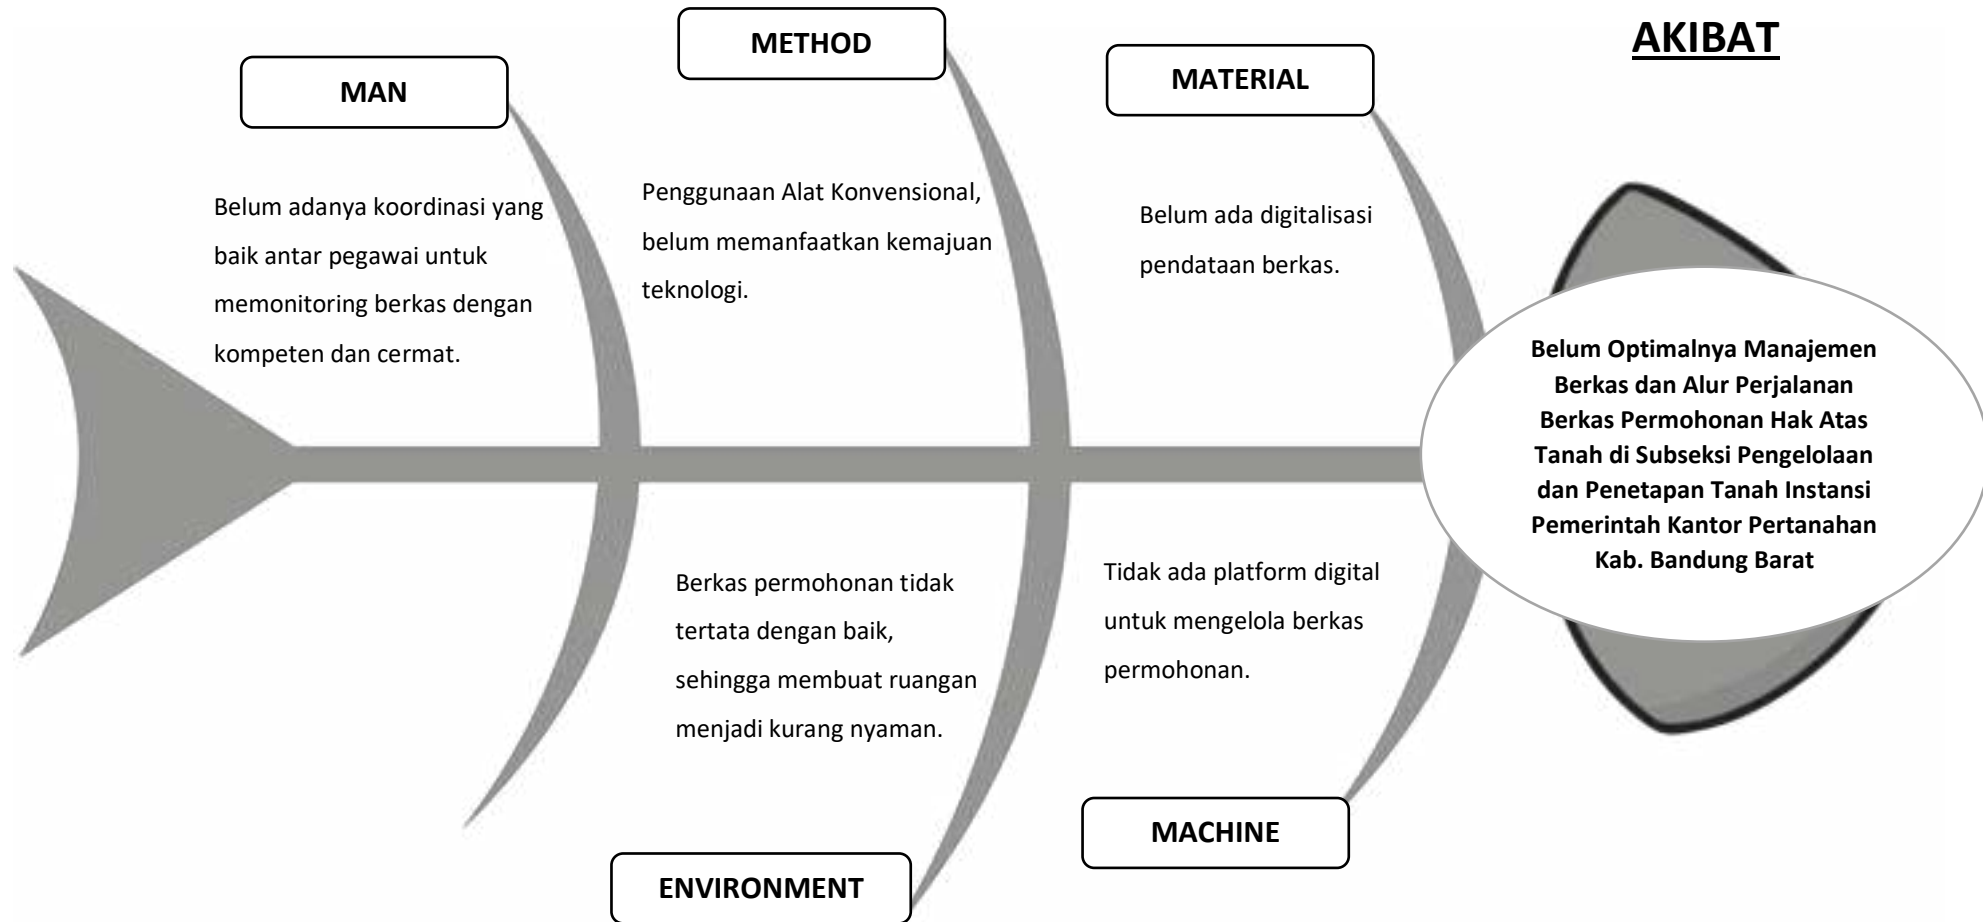 AKIBAT
MAN
METHOD
MATERIAL
Belum adanya koordinasi yang
baik antar pegawai untuk
memonitoring berkas dengan
kompeten dan cermat.
Penggunaan Alat Konvensional,
belum memanfaatkan kemajuan
teknologi.
Belum ada digitalisasi
pendataan berkas.
Belum Optimalnya Manajemen
Berkas dan Alur Perjalanan
Berkas Permohonan Hak Atas
Tanah di Subseksi Pengelolaan
dan Penetapan Tanah Instansi
Pemerintah Kantor Pertanahan
Kab. Bandung Barat
Berkas permohonan tidak
tertata dengan baik,
sehingga membuat ruangan
menjadi kurang nyaman.
Tidak ada platform digital
untuk mengelola berkas
permohonan.
ENVIRONMENT
MACHINE